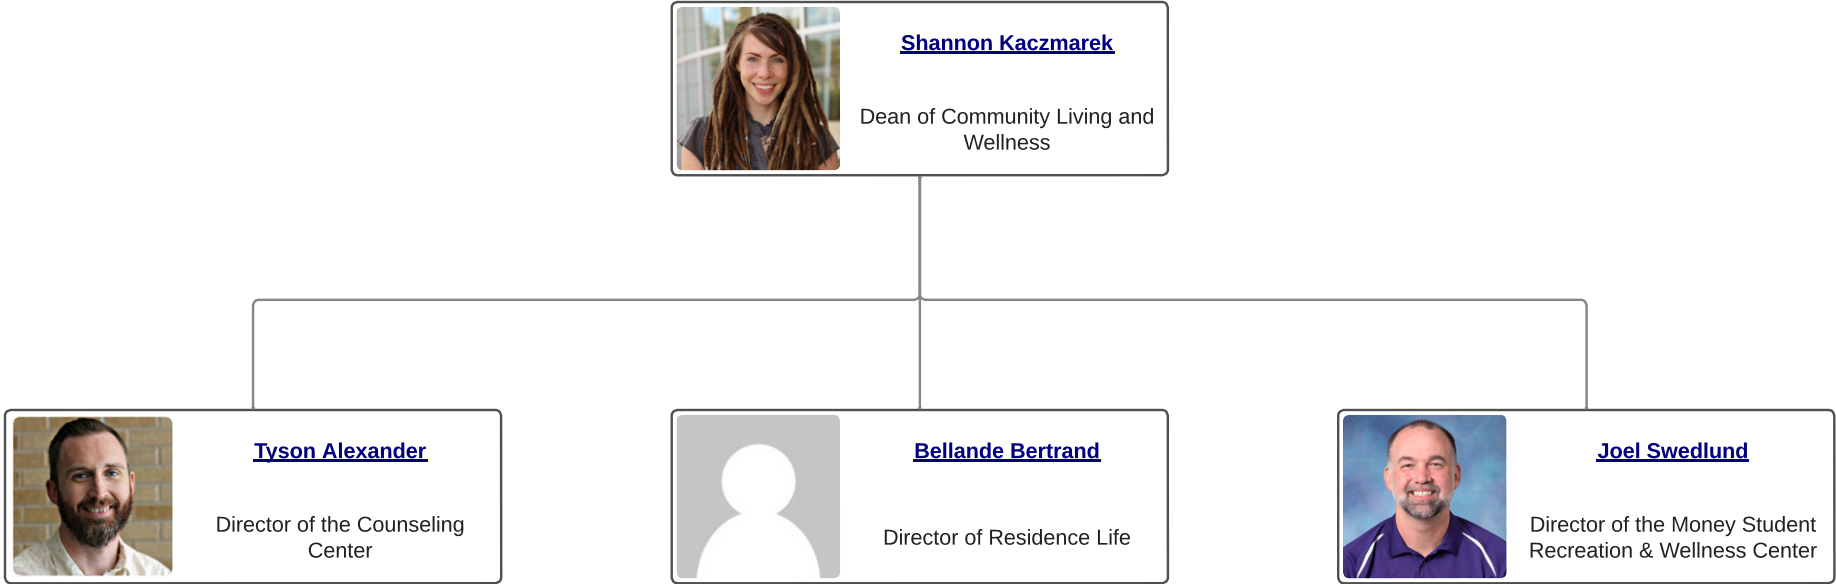 Shannon Kaczmarek
Dean of Community Living and
Wellness
Tyson Alexander
Director of the Counseling
Center
Bellande Bertrand
Director of Residence Life
Joel Swedlund
Director of the Money Student
Recreation & Wellness Center